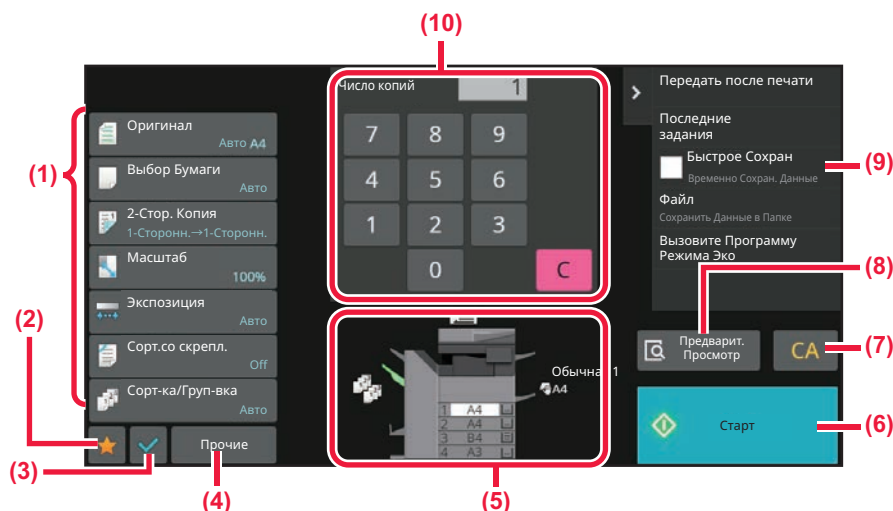 (10)
Число копий
1
Передать после печати
Последние
задания
Быстрое Сохран
Временно Сохран. Данные
Файл
Сохранить Данные в Папке
Вызовите Программу
Режима Эко
(9)
(1)
Оригинал
Авто A4
Выбор Бумаги
Авто
2-Стор. Копия
1-Сторонн.→1-Сторонн.
Масштаб
100%
Экспозиция
Авто
Сорт.со скрепл.
Off
Сорт-ка/Груп-вка
Авто
7 8 9
4 5 6
1 2 3
0 C
(8)
Предварит.
Просмотр
CA
(7)
(2)
(3)
Прочие
(4)
Обычная 1
A4
1 A4
2 A4
3 B4
4 A3
(5)
Старт
(6)